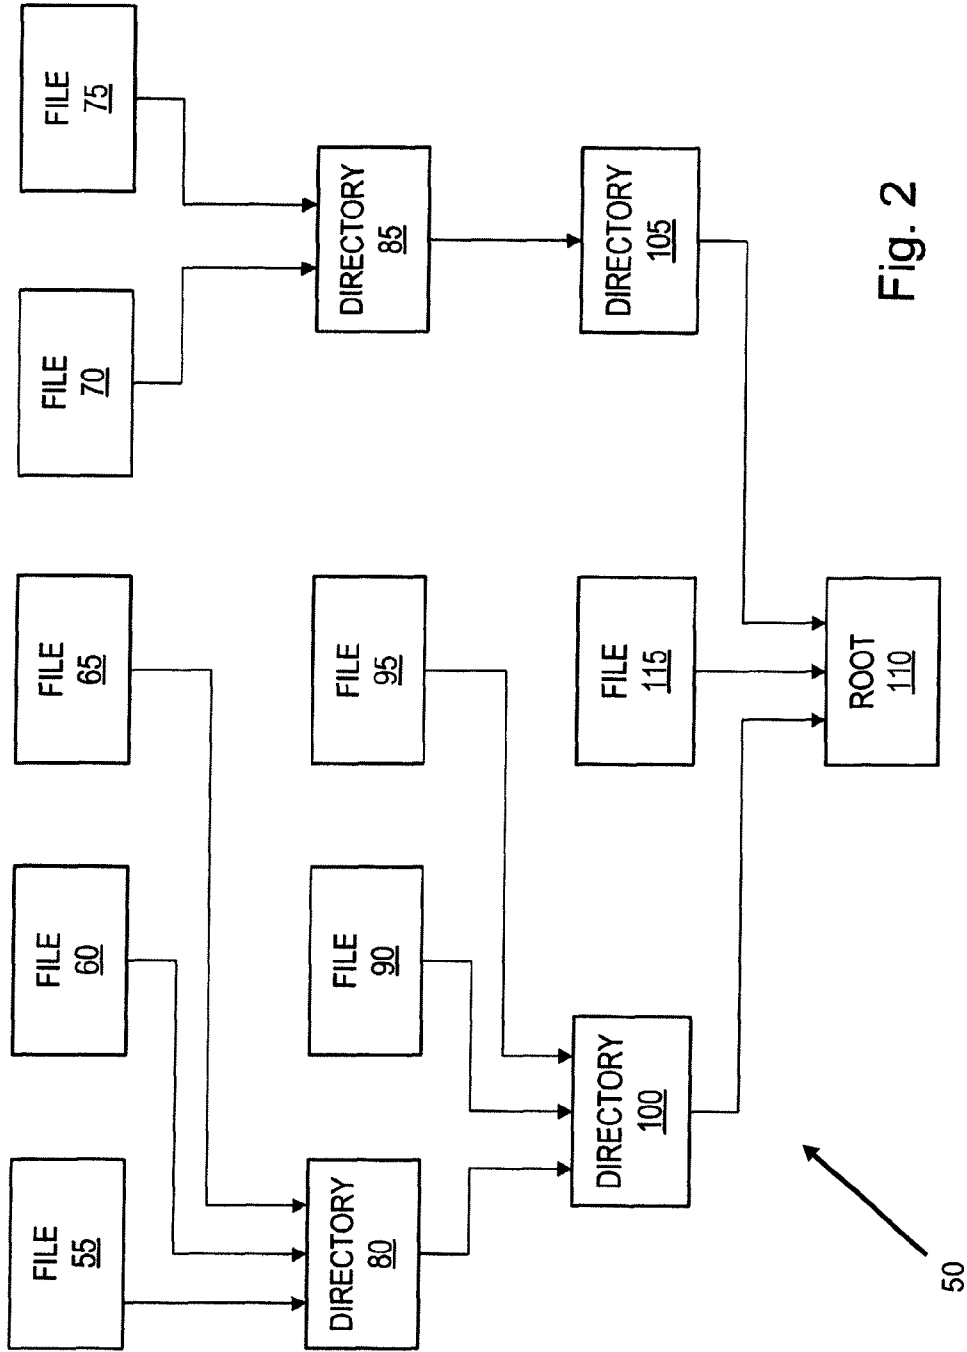 FILE
55
FILE
60
FILE
65
FILE
70
FILE
75
DIRECTORY
80
FILE
90
FILE
95
DIRECTORY
85
DIRECTORY
100
FILE
115
DIRECTORY
105
ROOT
110
50
Fig. 2